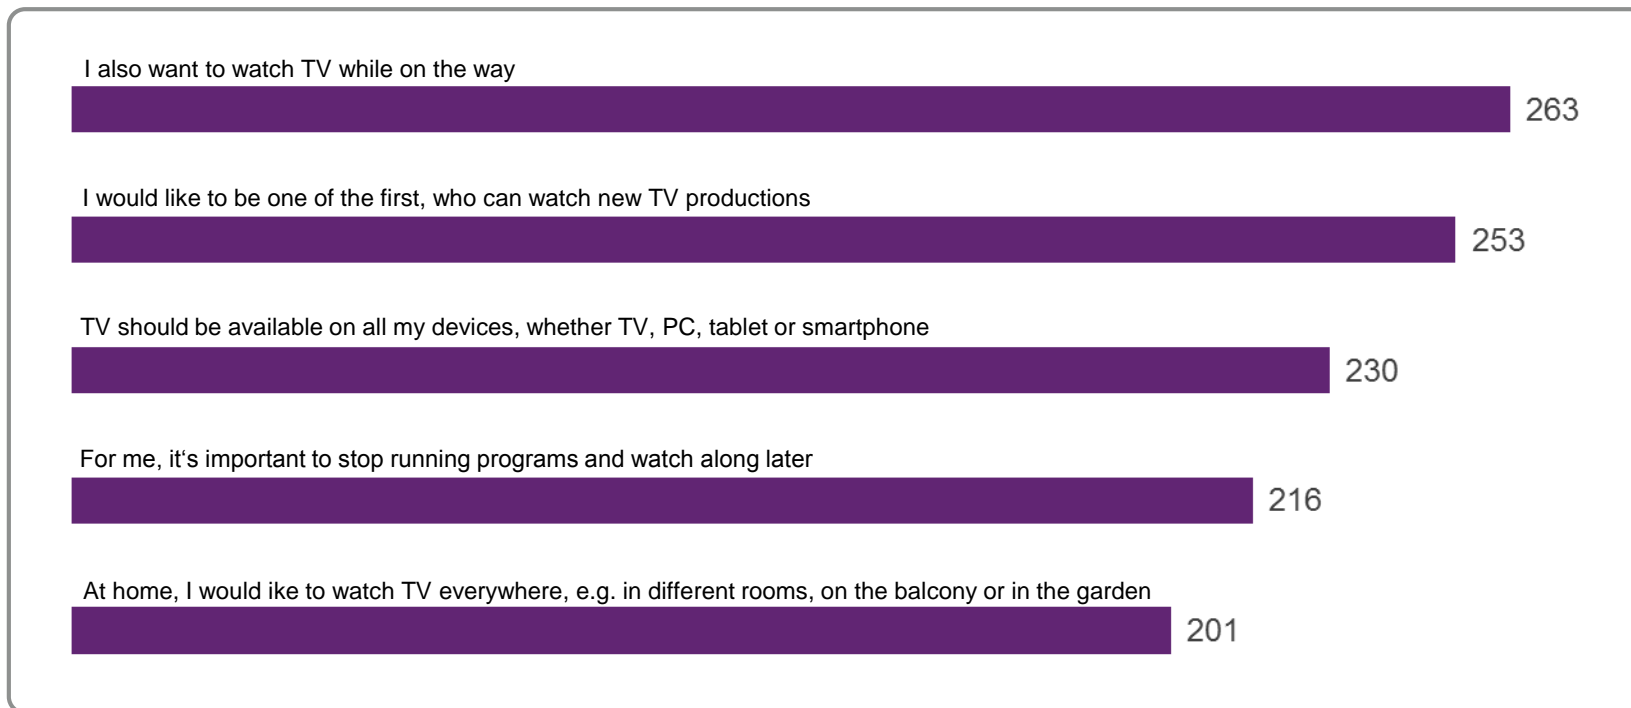 I also want to watch TV while on the way
263
I would like to be one of the first, who can watch new TV productions
253
TV should be available on all my devices, whether TV, PC, tablet or smartphone
230
For me, it‘s important to stop running programs and watch along later
216
At home, I would ike to watch TV everywhere, e.g. in different rooms, on the balcony or in the garden
201